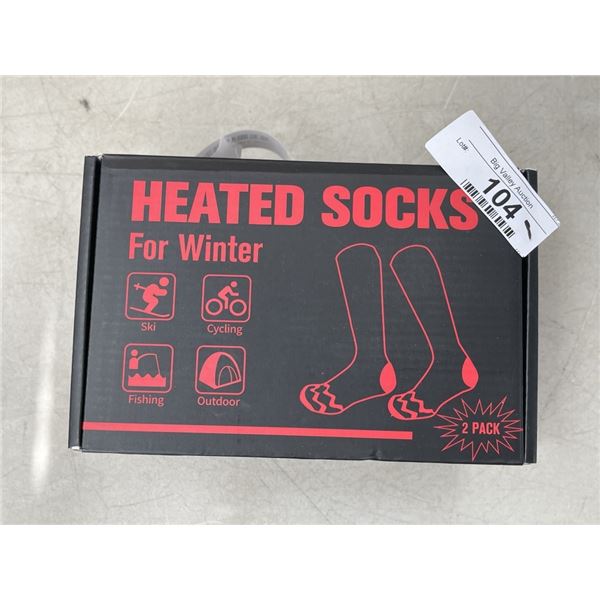 Lot#:
Big Valley Auction
104
HEATED SOCKS
For Winter
Ski
Cycling
Fishing
Outdoor
2 PACK